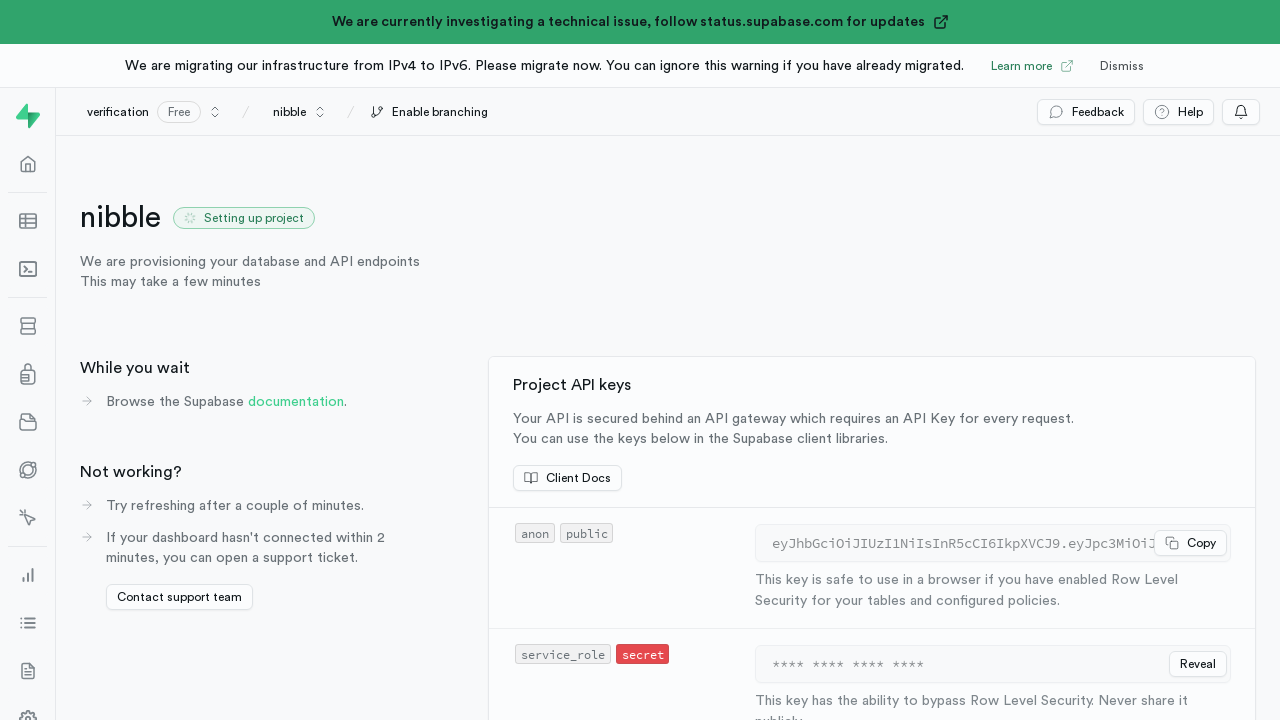 We are currently investigating a technical issue, follow status.supabase.com for updates
We are migrating our infrastructure from IPv4 to IPv6. Please migrate now. You can ignore this warning if you have already migrated. Learn more Dismiss
verification Free / nibble / Enable branching Feedback Help
nibble Setting up project
We are provisioning your database and API endpoints
This may take a few minutes
While you wait
Browse the Supabase documentation.
Not working?
Try refreshing after a couple of minutes.
If your dashboard hasn't connected within 2
minutes, you can open a support ticket.
Contact support team
Project API keys
Your API is secured behind an API gateway which requires an API Key for every request.
You can use the keys below in the Supabase client libraries.
Client Docs
anon public
eyJhbGciOiJIUzI1NiIsInR5cCI6IkpXVCJ9.eyJpc3MiOiJ Copy
This key is safe to use in a browser if you have enabled Row Level
Security for your tables and configured policies.
service_role secret
**** **** **** **** Reveal
This key has the ability to bypass Row Level Security. Never share it
publicly.